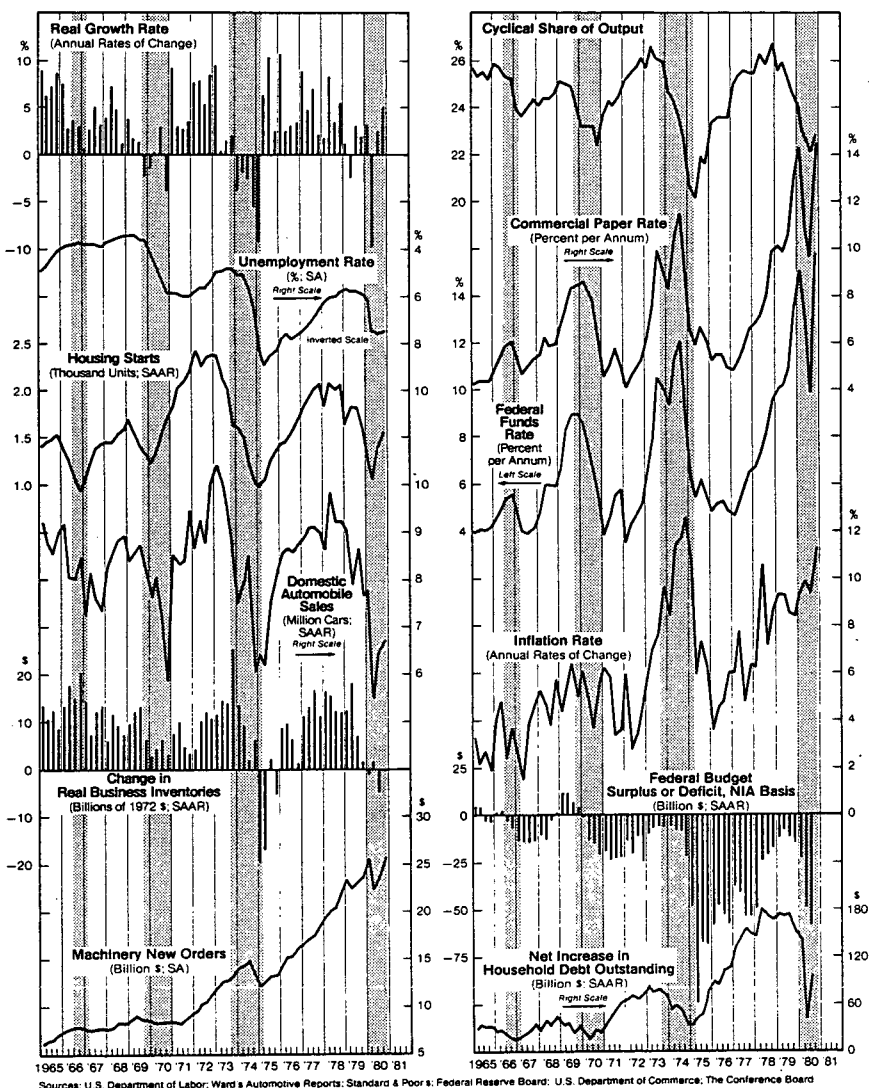 Real Growth Rate
(Annual Rates of Change)
%
10
5
0
-5
-10
%
4
Unemployment Rate
(%; SA)
Right Scale
6
Inverted Scale
8
2.5
Housing Starts
(Thousand Units; SAAR)
2.0
1.5
1.0
10
10
9
8
Domestic
Automobile
Sales
(Million Cars;
SAAR)
Right Scale
7
6
$
20
10
0
Change in
Real Business Inventories
(Billions of 1972 $; SAAR)
-10
-20
$
30
25
20
15
10
5
Machinery New Orders
(Billion $; SA)
1965 '66 '67 '68 '69 '70 '71 '72 '73 '74 '75 '76 '77 '78 '79 '80 '81
Cyclical Share of Output
%
26
24
22
20
%
14
12
10
8
6
4
Commercial Paper Rate
(Percent per Annum)
Right Scale
%
14
12
10
8
6
4
Federal
Funds
Rate
(Percent
per Annum)
Left Scale
%
12
10
8
6
4
2
0
Inflation Rate
(Annual Rates of Change)
$
25
0
-25
-50
-75
Federal Budget
Surplus or Deficit, NIA Basis
(Billion $; SAAR)
$
180
120
60
0
Net Increase in
Household Debt Outstanding
(Billion $; SAAR)
Right Scale
1965 '66 '67 '68 '69 '70 '71 '72 '73 '74 '75 '76 '77 '78 '79 '80 81
Sources: U.S. Department of Labor; Ward's Automotive Reports; Standard & Poor's; Federal Reserve Board; U.S. Department of Commerce; The Conference Board